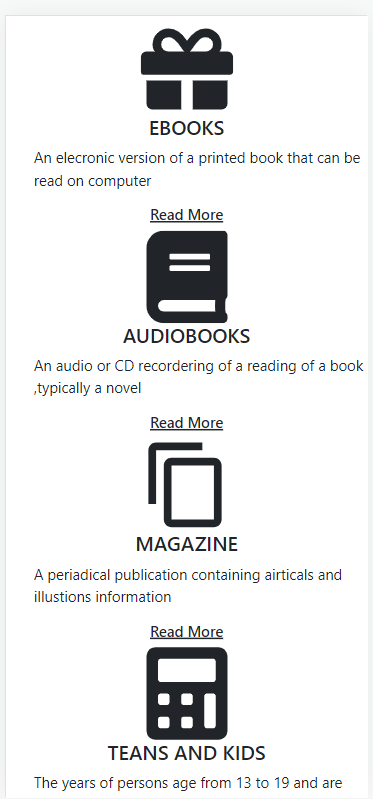 EBOOKS
An elecronic version of a printed book that can be
read on computer
Read More
AUDIOBOOKS
An audio or CD recordering of a reading of a book
,typically a novel
Read More
MAGAZINE
A periadical publication containing airticals and
illustions information
Read More
TEANS AND KIDS
The years of persons age from 13 to 19 and are